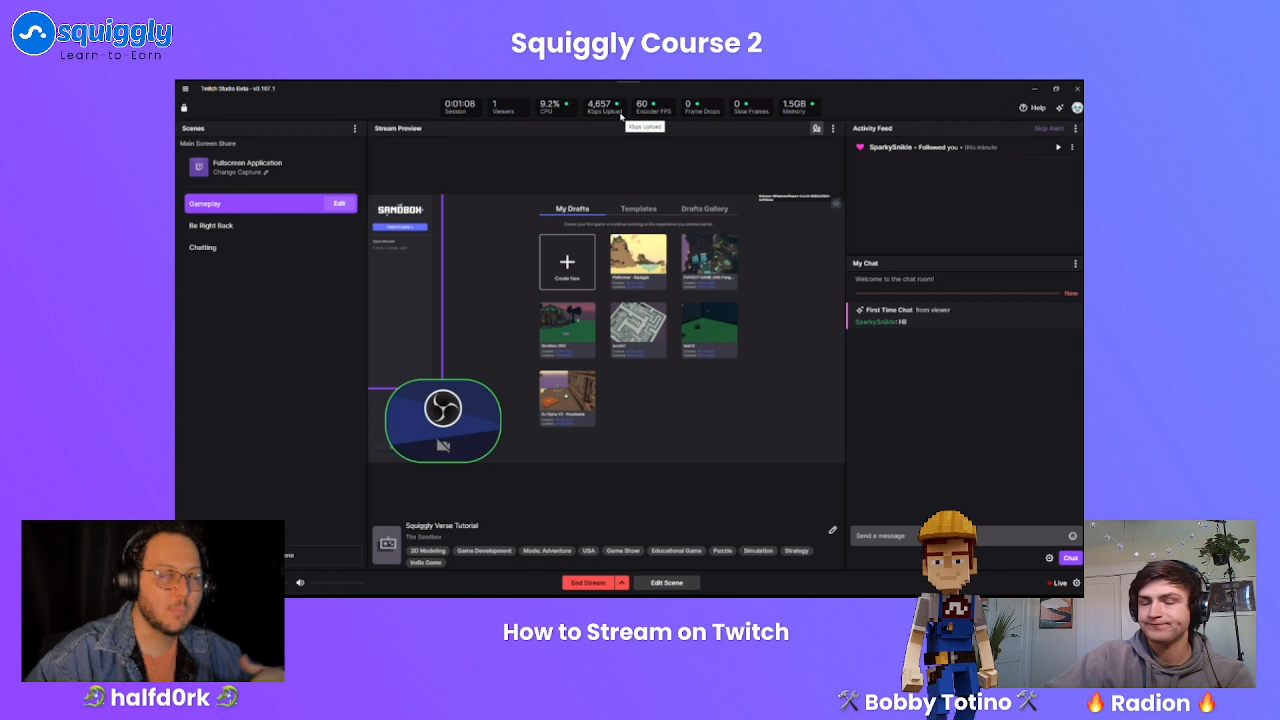 squiggly
Learn-to-Earn
Squiggly Course 2
Twitch Studio Beta - v0.107.1
0:01:08
Session
1
Viewers
9.2%
CPU
4,657
Kbps Upload
60
Encoder FPS
0
Frame Drops
0
Slow Frames
1.5GB
Memory
Help
Kbps Upload
Scenes
Main Screen Share
Fullscreen Application
Change Capture
Gameplay
Edit
Be Right Back
Chatting
Stream Preview
SANDBOX
My Drafts
Templates
Drafts Gallery
Create New
Activity Feed
Skip Alert
SparkySnikle • Followed you • this minute
My Chat
Welcome to the chat room!
New
First Time Chat from viewer
SparkySnikle: Hi!
Send a message
Chat
Squiggly Verse Tutorial
The Sandbox
3D Modeling
Game Development
Mode: Adventure
USA
Game Show
Educational Game
Puzzle
Simulation
Strategy
Indie Game
End Stream
Edit Scene
Live
How to Stream on Twitch
halfd0rk
Bobby Totino
Radion